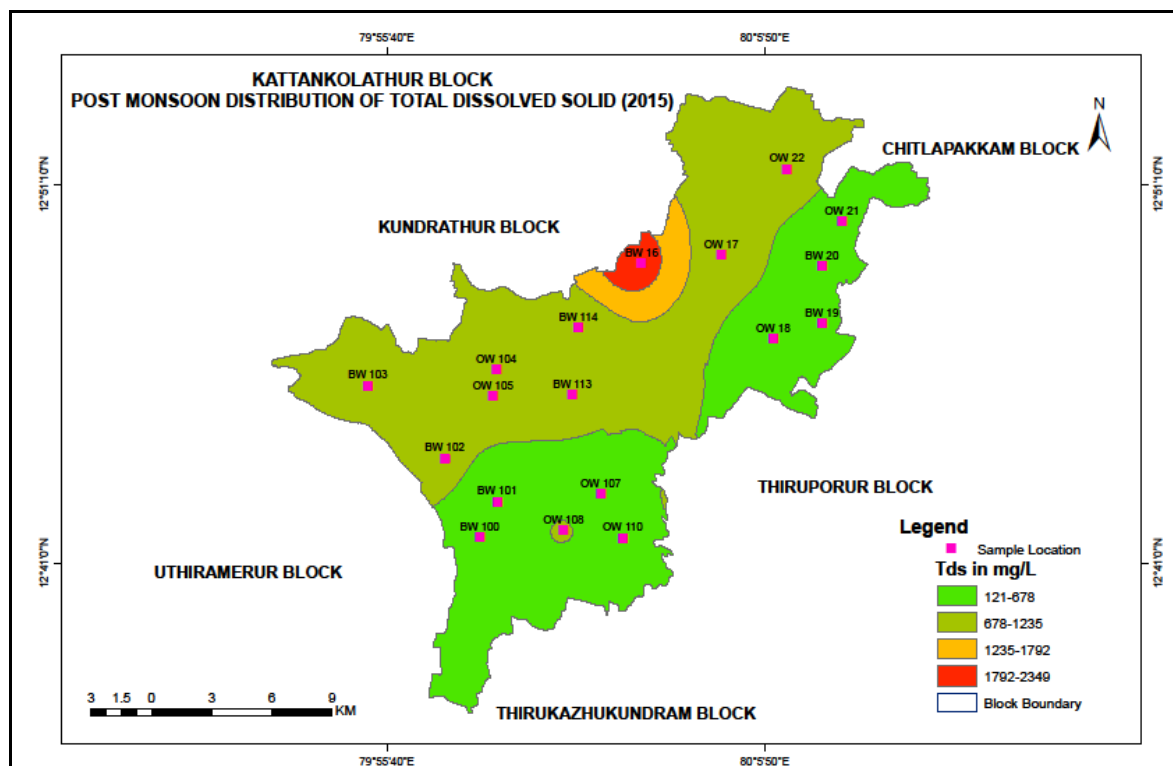 79°55'40"E
80°5'50"E
KATTANKOLATHUR BLOCK
POST MONSOON DISTRIBUTION OF TOTAL DISSOLVED SOLID (2015)
N
CHITLAPAKKAM BLOCK
OW 22
12°51'10"N
12°51'10"N
OW 21
KUNDRATHUR BLOCK
BW 16
OW 17
BW 20
BW 114
BW 19
OW 18
OW 104
BW 103
OW 105
BW 113
BW 102
BW 101
OW 107
THIRUPORUR BLOCK
BW 100
OW 108
OW 110
Legend
Sample Location
12°41'0"N
12°41'0"N
UTHIRAMERUR BLOCK
Tds in mg/L
121-678
678-1235
1235-1792
1792-2349
Block Boundary
3 1.5 0 3 6 9
KM
THIRUKAZHUKUNDRAM BLOCK
79°55'40"E
80°5'50"E